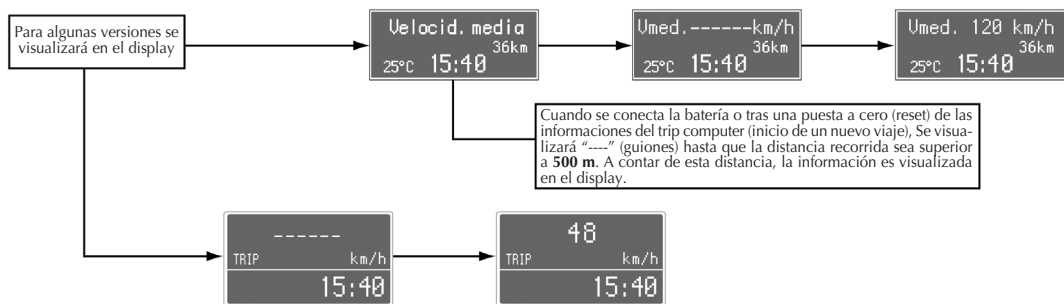 Para algunas versiones se
visualizará en el display
Velocid. media
36km
25°C 15:40
Vmed.------km/h
36km
25°C 15:40
Vmed. 120 km/h
36km
25°C 15:40
Cuando se conecta la batería o tras una puesta a cero (reset) de las
informaciones del trip computer (inicio de un nuevo viaje), Se visua-
lizará “----” (guiones) hasta que la distancia recorrida sea superior
a 500 m. A contar de esta distancia, la información es visualizada
en el display.
------
TRIP km/h
15:40
48
TRIP km/h
15:40